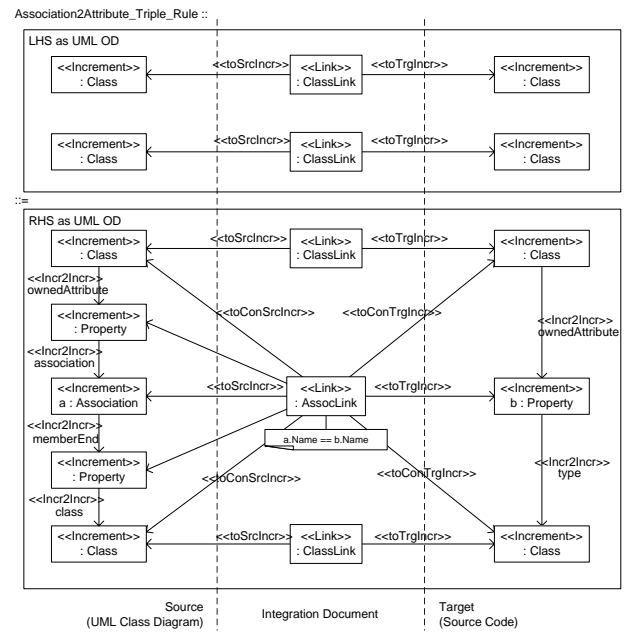 Association2Attribute_Triple_Rule ::
LHS as UML OD
<<Increment>>
: Class
<<toSrcIncr>>
<<Link>>
: ClassLink
<<toTrgIncr>>
<<Increment>>
: Class
<<Increment>>
: Class
<<toSrcIncr>>
<<Link>>
: ClassLink
<<toTrgIncr>>
<<Increment>>
: Class
::=
RHS as UML OD
<<Increment>>
: Class
<<toSrcIncr>>
<<Link>>
: ClassLink
<<toTrgIncr>>
<<Increment>>
: Class
<<Incr2Incr>>
ownedAttribute
<<toConSrcIncr>>
<<toConTrgIncr>>
<<Incr2Incr>>
ownedAttribute
<<Increment>>
: Property
<<Incr2Incr>>
association
<<Increment>>
a : Association
<<toSrcIncr>>
<<Link>>
: AssocLink
<<toTrgIncr>>
<<Increment>>
b : Property
<<Incr2Incr>>
memberEnd
a.Name == b.Name
<<Increment>>
: Property
<<toConSrcIncr>>
<<toConTrgIncr>>
<<Incr2Incr>>
type
<<Incr2Incr>>
class
<<Increment>>
: Class
<<toSrcIncr>>
<<Link>>
: ClassLink
<<toTrgIncr>>
<<Increment>>
: Class
Source
(UML Class Diagram)
Integration Document
Target
(Source Code)